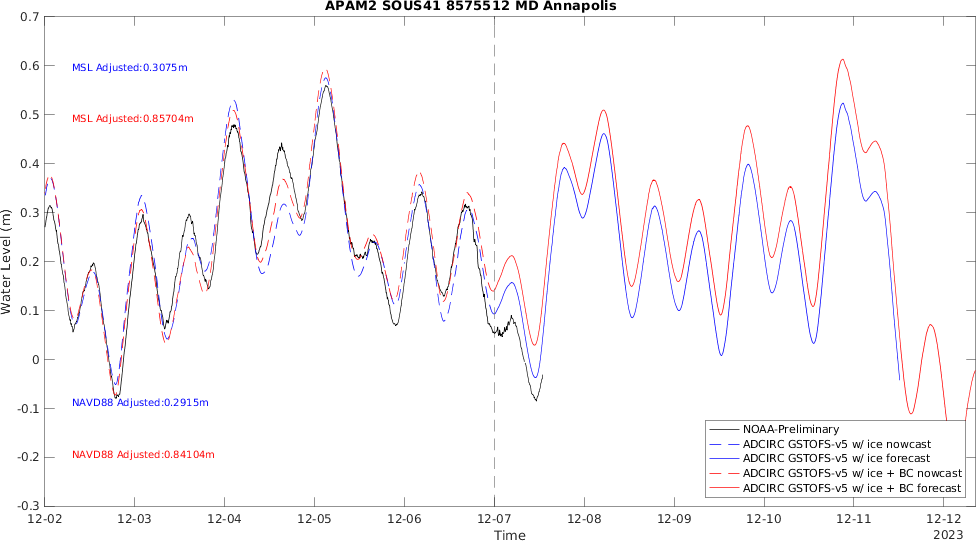 APAM2 SOUS41 8575512 MD Annapolis
0.7
0.6
0.5
0.4
0.3
0.2
0.1
0
-0.1
-0.2
-0.3
Water Level (m)
MSL Adjusted:0.3075m
MSL Adjusted:0.85704m
NAVD88 Adjusted:0.2915m
NAVD88 Adjusted:0.84104m
NOAA-Preliminary
ADCIRC GSTOFS-v5 w/ ice nowcast
ADCIRC GSTOFS-v5 w/ ice forecast
ADCIRC GSTOFS-v5 w/ ice + BC nowcast
ADCIRC GSTOFS-v5 w/ ice + BC forecast
12-02 12-03 12-04 12-05 12-06 12-07 12-08 12-09 12-10 12-11 12-12
Time
2023